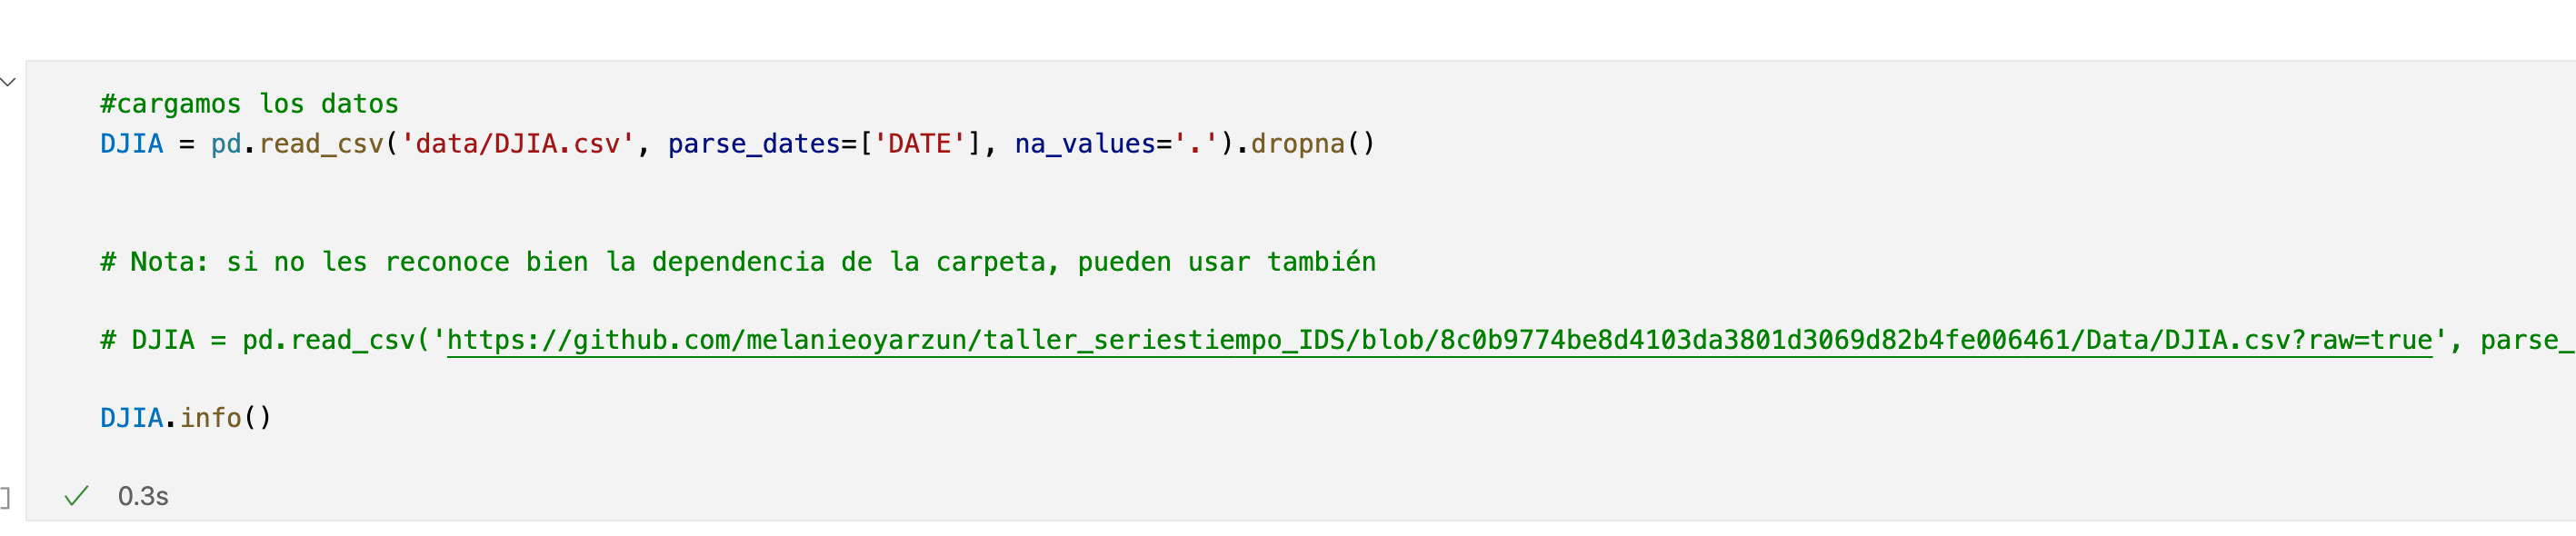 #cargamos los datos
DJIA = pd.read_csv('data/DJIA.csv', parse_dates=['DATE'], na_values='.').dropna()
# Nota: si no les reconoce bien la dependencia de la carpeta, pueden usar también
# DJIA = pd.read_csv('https://github.com/melanieoyarzun/taller_seriestiempo_IDS/blob/8c0b9774be8d4103da3801d3069d82b4fe006461/Data/DJIA.csv?raw=true', parse_
DJIA.info()
] ✓ 0.3s